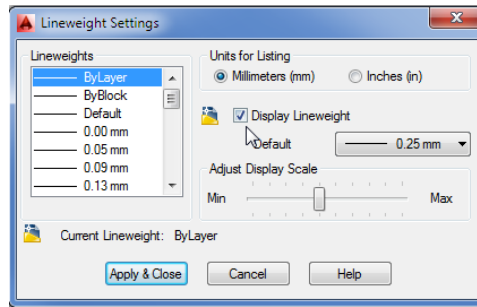 Lineweight Settings
Lineweights
ByLayer
ByBlock
Default
0.00 mm
0.05 mm
0.09 mm
0.13 mm
Units for Listing
Millimeters (mm) Inches (in)
Display Lineweight
Default 0.25 mm
Adjust Display Scale
Min Max
Current Lineweight: ByLayer
Apply & Close Cancel Help